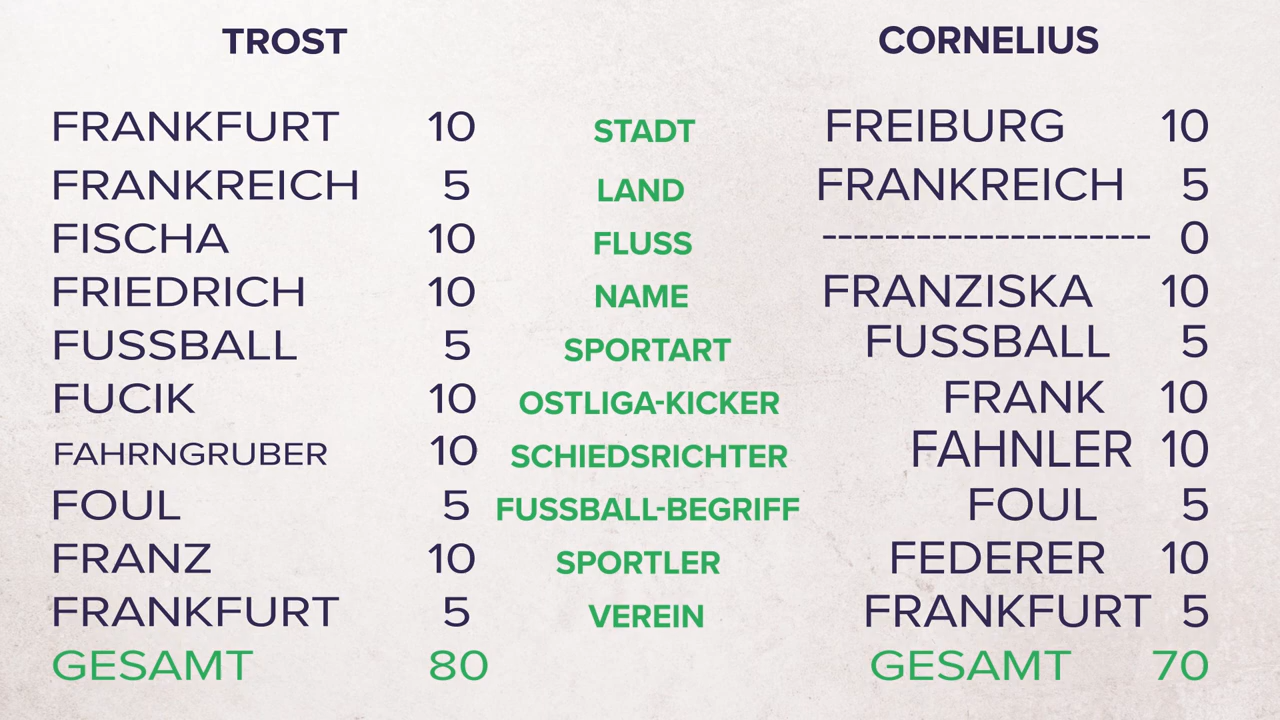 TROST CORNELIUS
FRANKFURT 10 STADT FREIBURG 10
FRANKREICH 5 LAND FRANKREICH 5
FISCHA 10 FLUSS --------------------- 0
FRIEDRICH 10 NAME FRANZISKA 10
FUSSBALL 5 SPORTART FUSSBALL 5
FUCIK 10 OSTLIGA-KICKER FRANK 10
FAHRNGRUBER 10 SCHIEDSRICHTER FAHNLER 10
FOUL 5 FUSSBALL-BEGRIFF FOUL 5
FRANZ 10 SPORTLER FEDERER 10
FRANKFURT 5 VEREIN FRANKFURT 5
GESAMT 80 GESAMT 70